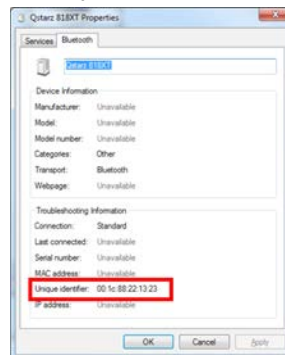 Qstarz 818XT Properties
Services Bluetooth
Qstarz 818XT
Device Information
Manufacturer: Unavailable
Model: Unavailable
Model number: Unavailable
Categories: Other
Transport: Bluetooth
Webpage: Unavailable
Troubleshooting Information
Connection: Standard
Last connected: Unavailable
Serial number: Unavailable
MAC address: Unavailable
Unique identifier: 00:1c:88:22:13:23
IP address: Unavailable
OK Cancel Apply